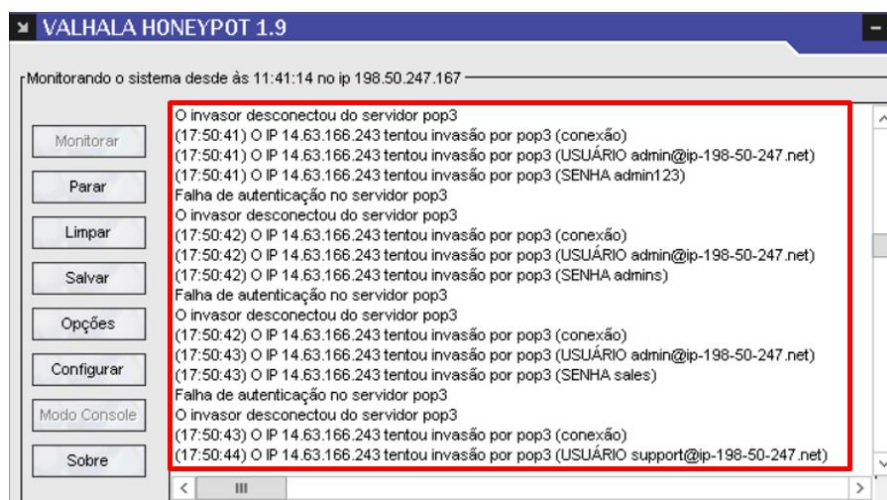 VALHALA HONEYPOT 1.9
Monitorando o sistema desde às 11:41:14 no ip 198.50.247.167
Monitorar
Parar
Limpar
Salvar
Opções
Configurar
Modo Console
Sobre
O invasor desconectou do servidor pop3
(17:50:41) O IP 14.63.166.243 tentou invasão por pop3 (conexão)
(17:50:41) O IP 14.63.166.243 tentou invasão por pop3 (USUÁRIO admin@ip-198-50-247.net)
(17:50:41) O IP 14.63.166.243 tentou invasão por pop3 (SENHA admin123)
Falha de autenticação no servidor pop3
O invasor desconectou do servidor pop3
(17:50:42) O IP 14.63.166.243 tentou invasão por pop3 (conexão)
(17:50:42) O IP 14.63.166.243 tentou invasão por pop3 (USUÁRIO admin@ip-198-50-247.net)
(17:50:42) O IP 14.63.166.243 tentou invasão por pop3 (SENHA admins)
Falha de autenticação no servidor pop3
O invasor desconectou do servidor pop3
(17:50:42) O IP 14.63.166.243 tentou invasão por pop3 (conexão)
(17:50:43) O IP 14.63.166.243 tentou invasão por pop3 (USUÁRIO admin@ip-198-50-247.net)
(17:50:43) O IP 14.63.166.243 tentou invasão por pop3 (SENHA sales)
Falha de autenticação no servidor pop3
O invasor desconectou do servidor pop3
(17:50:43) O IP 14.63.166.243 tentou invasão por pop3 (conexão)
(17:50:44) O IP 14.63.166.243 tentou invasão por pop3 (USUÁRIO support@ip-198-50-247.net)